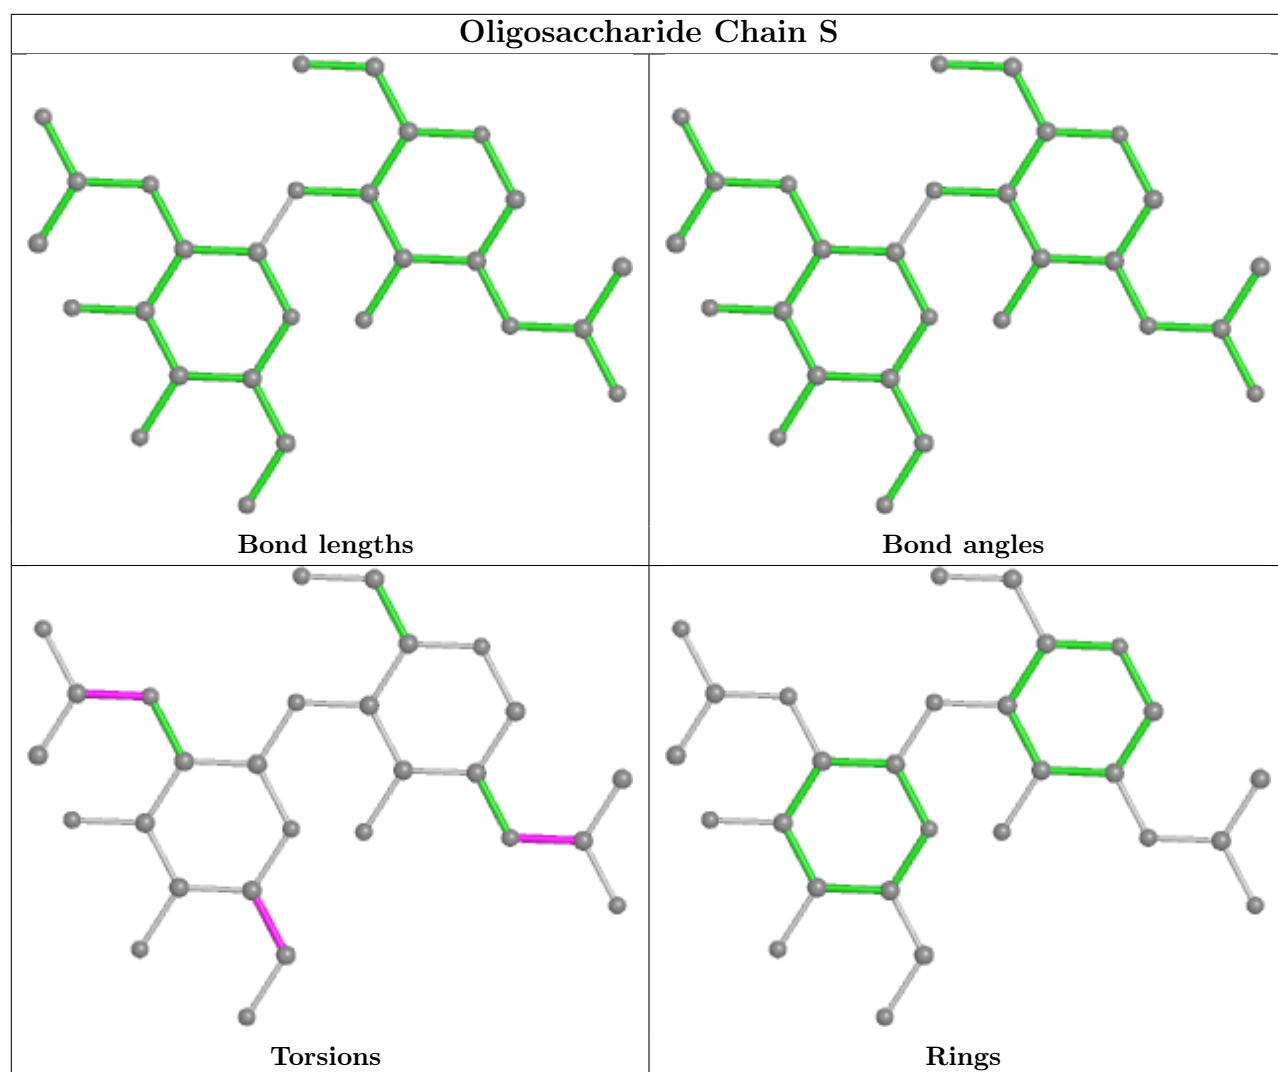 Oligosaccharide Chain S
Bond lengths
Bond angles
Torsions
Rings